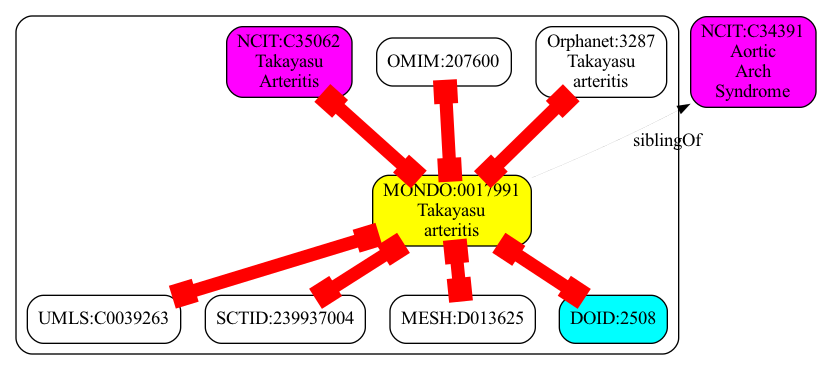 NCIT:C35062
Takayasu
Arteritis
OMIM:207600
Orphanet:3287
Takayasu
arteritis
NCIT:C34391
Aortic
Arch
Syndrome
siblingOf
MONDO:0017991
Takayasu
arteritis
UMLS:C0039263
SCTID:239937004
MESH:D013625
DOID:2508